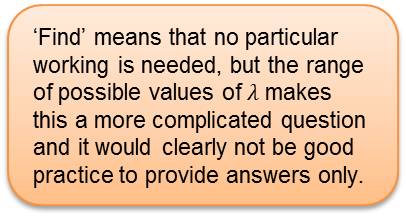 ‘Find’ means that no particular
working is needed, but the range
of possible values of λ makes
this a more complicated question
and it would clearly not be good
practice to provide answers only.